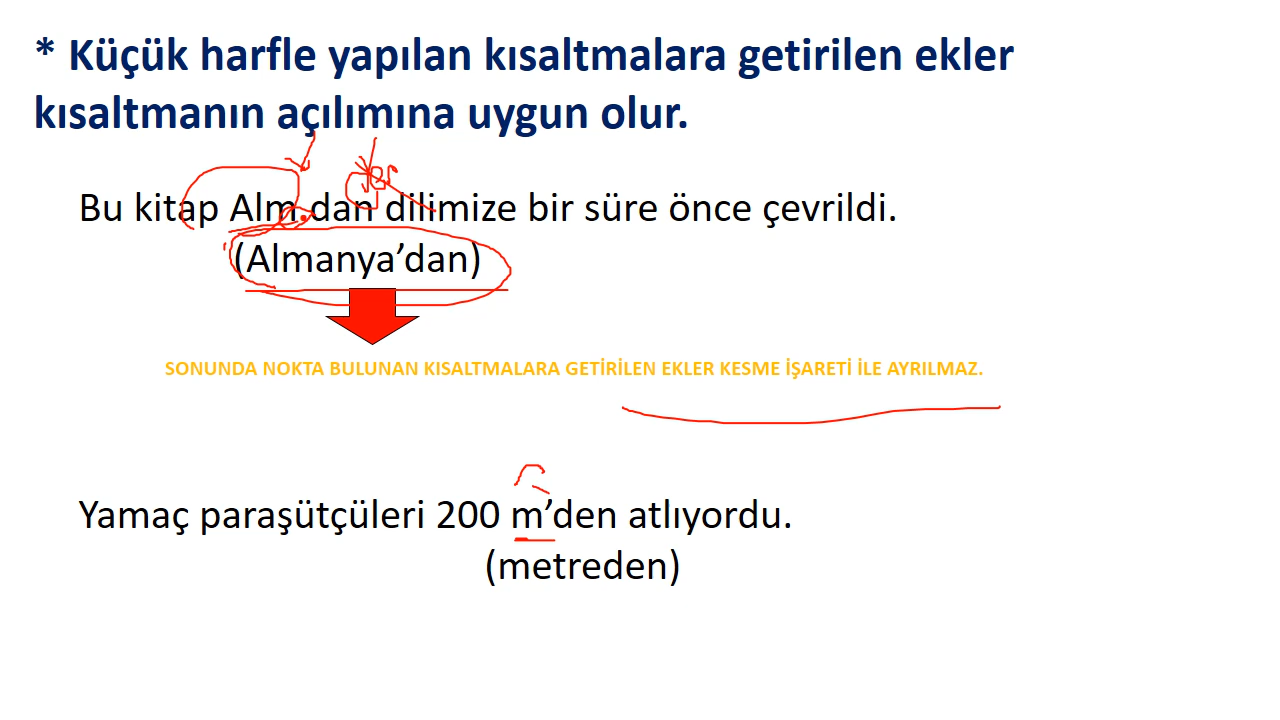 * Küçük harfle yapılan kısaltmalara getirilen ekler
kısaltmanın açılımına uygun olur.
Bu kitap Alm.dan dilimize bir süre önce çevrildi.
(Almanya’dan)
SONUNDA NOKTA BULUNAN KISALTMALARA GETİRİLEN EKLER KESME İŞARETİ İLE AYRILMAZ.
Yamaç paraşütçüleri 200 m’den atlıyordu.
(metreden)